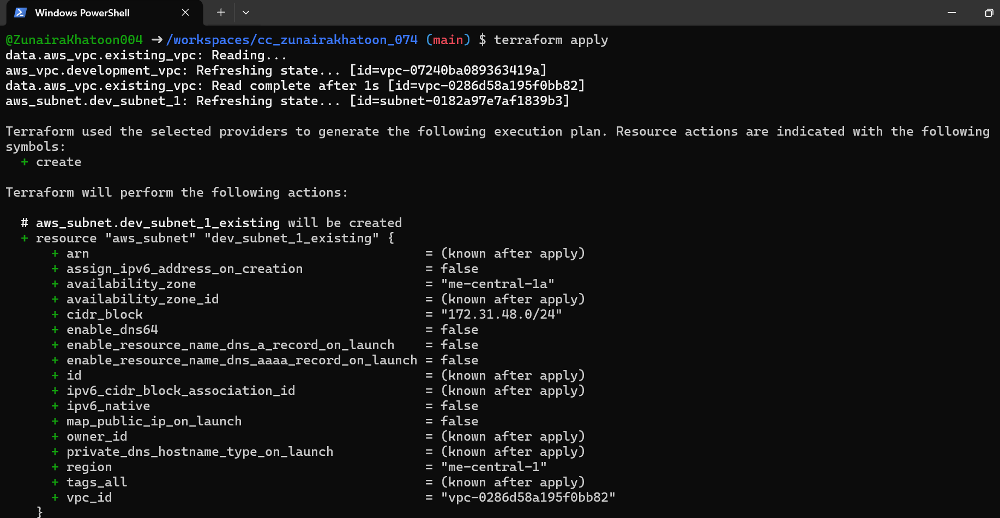 Windows PowerShell
@ZunairaKhatoon004 ➜ /workspaces/cc_zunairakhatoon_074 (main) $ terraform apply
data.aws_vpc.existing_vpc: Reading...
aws_vpc.development_vpc: Refreshing state... [id=vpc-07240ba089363419a]
data.aws_vpc.existing_vpc: Read complete after 1s [id=vpc-0286d58a195f0bb82]
aws_subnet.dev_subnet_1: Refreshing state... [id=subnet-0182a97e7af1839b3]
Terraform used the selected providers to generate the following execution plan. Resource actions are indicated with the following
symbols:
+ create
Terraform will perform the following actions:
# aws_subnet.dev_subnet_1_existing will be created
+ resource "aws_subnet" "dev_subnet_1_existing" {
+ arn = (known after apply)
+ assign_ipv6_address_on_creation = false
+ availability_zone = "me-central-1a"
+ availability_zone_id = (known after apply)
+ cidr_block = "172.31.48.0/24"
+ enable_dns64 = false
+ enable_resource_name_dns_a_record_on_launch = false
+ enable_resource_name_dns_aaaa_record_on_launch = false
+ id = (known after apply)
+ ipv6_cidr_block_association_id = (known after apply)
+ ipv6_native = false
+ map_public_ip_on_launch = false
+ owner_id = (known after apply)
+ private_dns_hostname_type_on_launch = (known after apply)
+ region = "me-central-1"
+ tags_all = (known after apply)
+ vpc_id = "vpc-0286d58a195f0bb82"
}